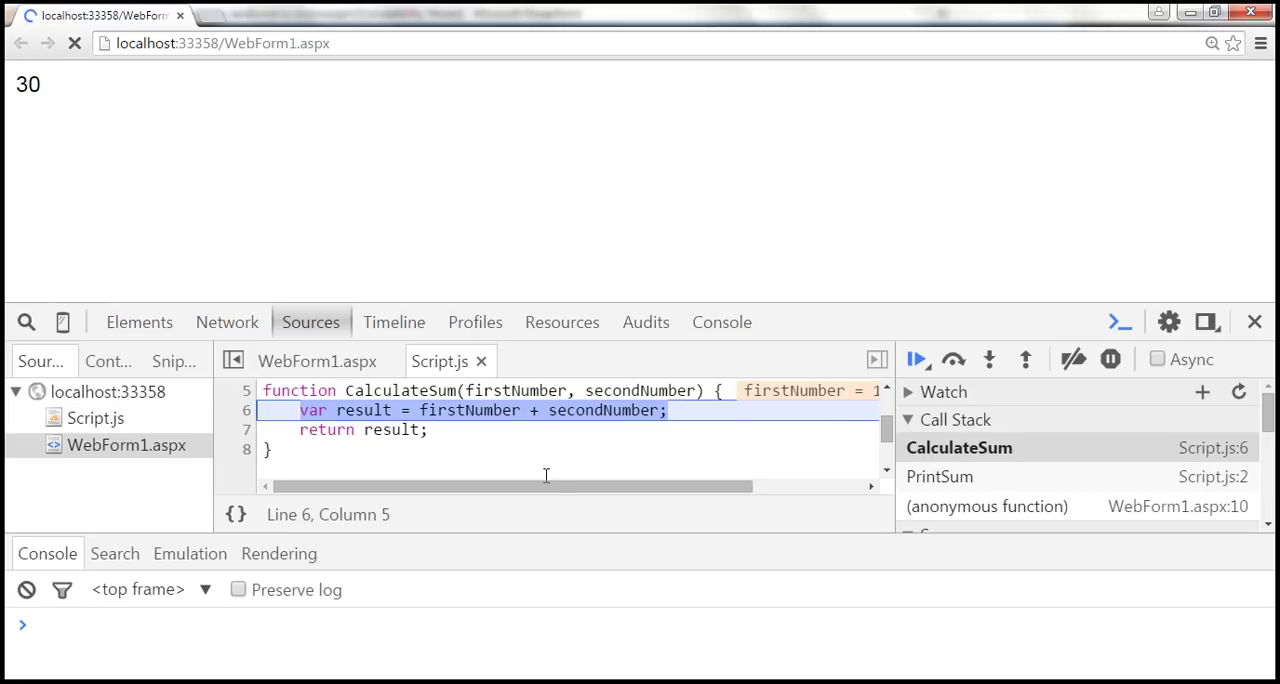 localhost:33358/WebForm
localhost:33358/WebForm1.aspx
30
Elements Network Sources Timeline Profiles Resources Audits Console
Sour... Cont... Snip... WebForm1.aspx Script.js Async
localhost:33358
Script.js
WebForm1.aspx
5 function CalculateSum(firstNumber, secondNumber) { firstNumber = 1
6 var result = firstNumber + secondNumber;
7 return result;
8 }
{} Line 6, Column 5
Watch
Call Stack
CalculateSum Script.js:6
PrintSum Script.js:2
(anonymous function) WebForm1.aspx:10
Console Search Emulation Rendering
<top frame> Preserve log
>